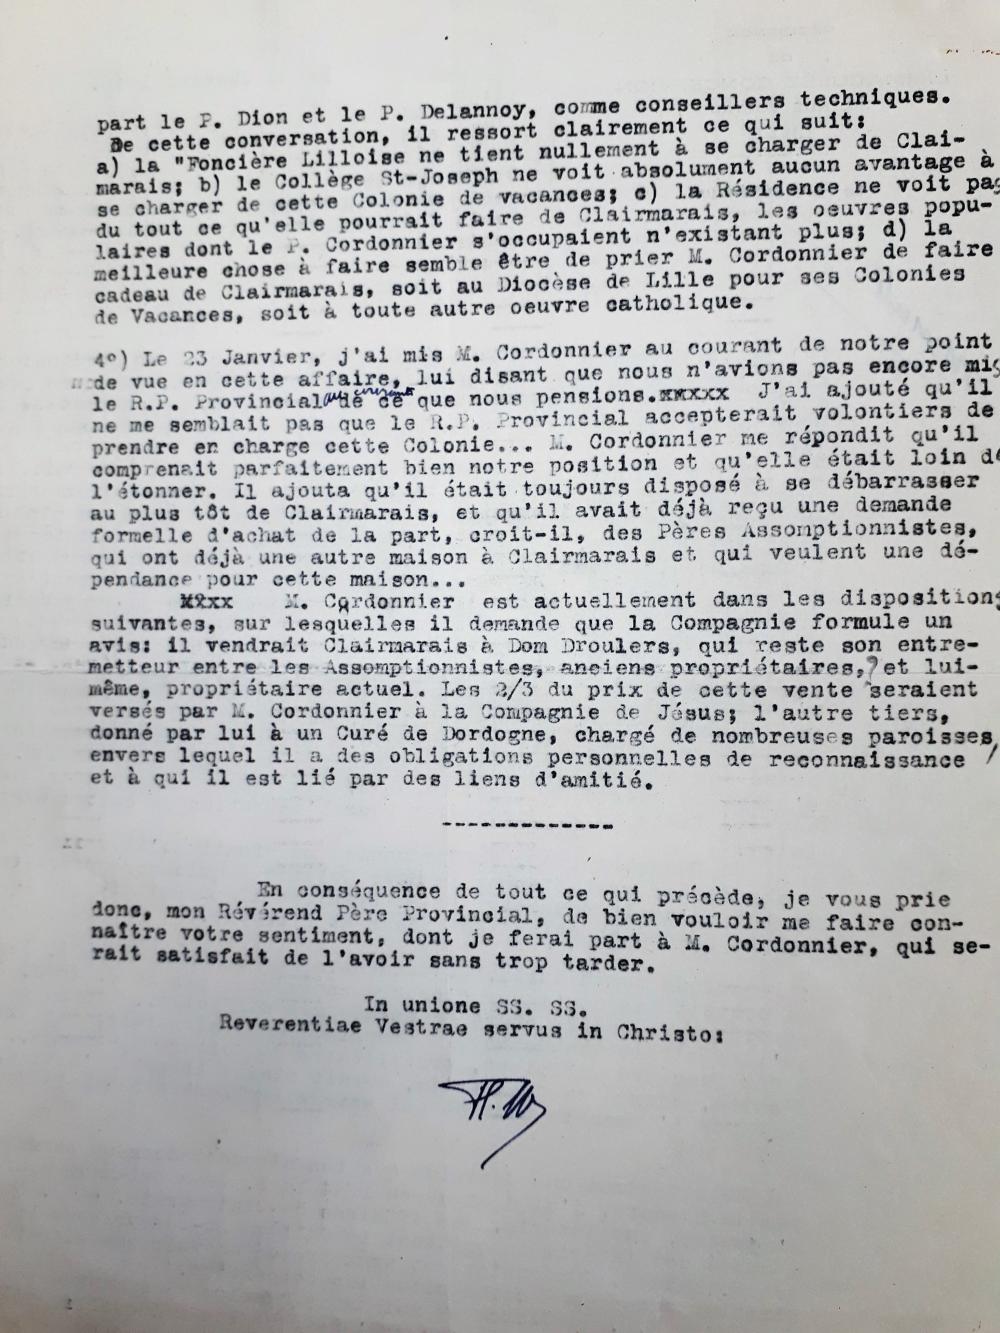 part le P. Dion et le P. Delannoy, comme conseillers techniques.
De cette conversation, il ressort clairement ce qui suit:
a) la "Foncière Lilloise ne tient nullement à se charger de Clai-
marais; b) le Collège St-Joseph ne voit absolument aucun avantage à
se charger de cette Colonie de vacances; c) la Résidence ne voit pas
du tout ce qu'elle pourrait faire de Clairmarais, les oeuvres popu-
laires dont le P. Cordonnier s'occupaient n'existant plus; d) la
meilleure chose à faire semble être de prier M. Cordonnier de faire
cadeau de Clairmarais, soit au Diocèse de Lille pour ses Colonies
de Vacances, soit à toute autre oeuvre catholique.
4°) Le 23 Janvier, j'ai mis M. Cordonnier au courant de notre point
de vue en cette affaire, lui disant que nous n'avions pas encore mis
le R.P. Provincial au courant de ce que nous pensions.xxxxx J'ai ajouté qu'il
ne me semblait pas que le R.P. Provincial accepterait volontiers de
prendre en charge cette Colonie... M. Cordonnier me répondit qu'il
comprenait parfaitement bien notre position et qu'elle était loin de
l'étonner. Il ajouta qu'il était toujours disposé à se débarrasser
au plus tôt de Clairmarais, et qu'il avait déjà reçu une demande
formelle d'achat de la part, croit-il, des Pères Assomptionnistes,
qui ont déjà une autre maison à Clairmarais et qui veulent une dé-
pendance pour cette maison...
M. Cordonnier est actuellement dans les dispositions
suivantes, sur lesquelles il demande que la Compagnie formule un
avis: il vendrait Clairmarais à Dom Droulers, qui reste son entre-
metteur entre les Assomptionnistes, anciens propriétaires,? et lui-
même, propriétaire actuel. Les 2/3 du prix de cette vente seraient
versés par M. Cordonnier à la Compagnie de Jésus; l'autre tiers,
donné par lui à un Curé de Dordogne, chargé de nombreuses paroisses,
envers lequel il a des obligations personnelles de reconnaissance
et à qui il est lié par des liens d'amitié.
-------------
En conséquence de tout ce qui précède, je vous prie
donc, mon Révérend Père Provincial, de bien vouloir me faire con-
naître votre sentiment, dont je ferai part à M. Cordonnier, qui se-
rait satisfait de l'avoir sans trop tarder.
In unione SS. SS.
Reverentiae Vestrae servus in Christo: